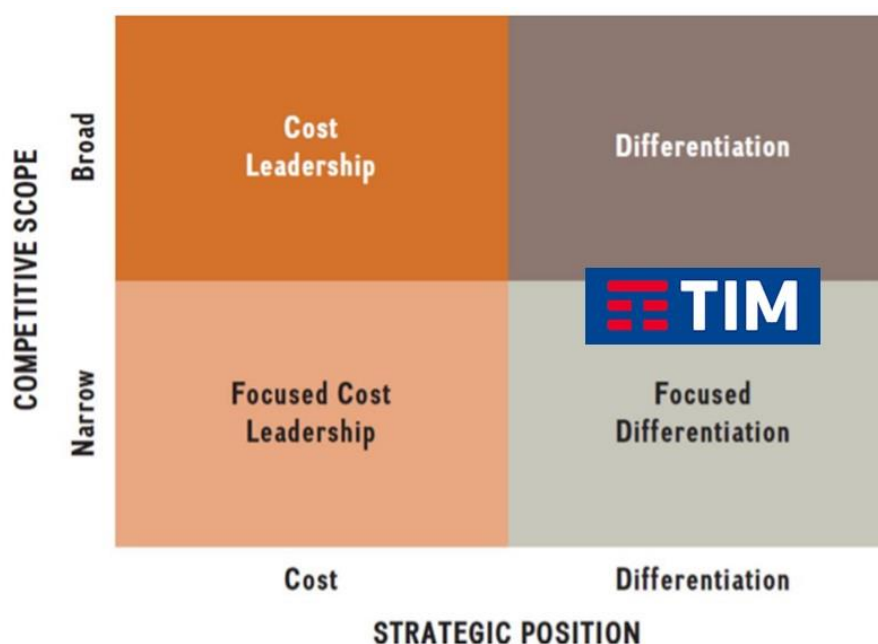 COMPETITIVE SCOPE
Broad
Narrow
Cost
Leadership
Differentiation
TIM
Focused Cost
Leadership
Focused
Differentiation
Cost
Differentiation
STRATEGIC POSITION